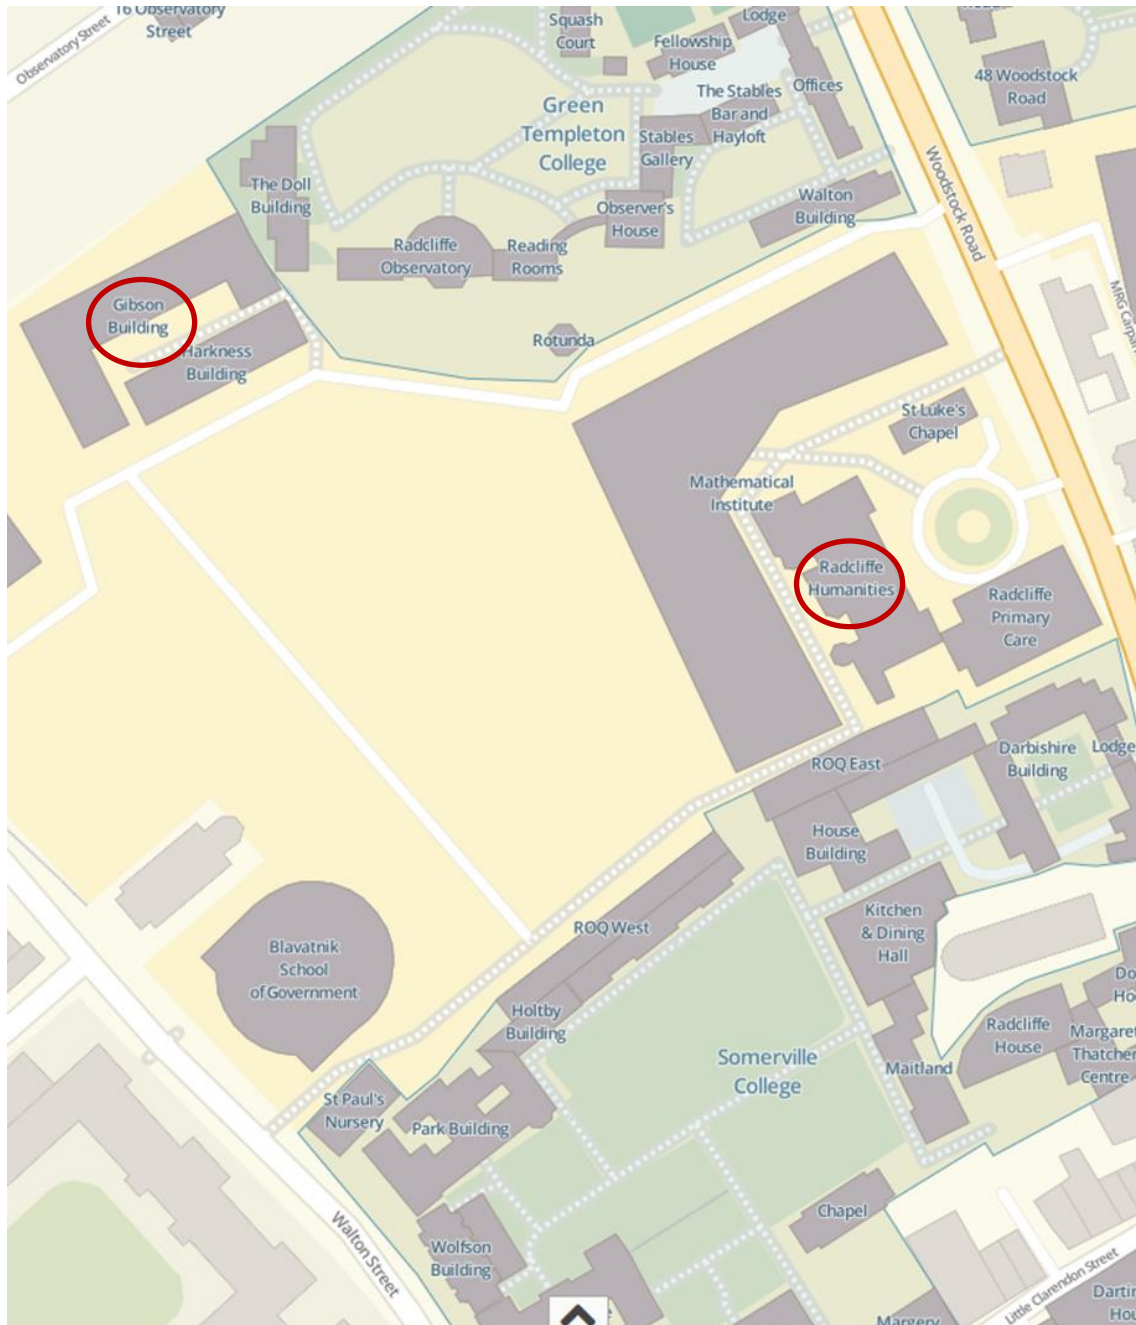 16 Observatory
Street
Observatory Street
Squash
Court
Lodge
Fellowship
House
48 Woodstock
Road
The Stables
Bar and
Hayloft
Offices
Green
Templeton
College
Stables
Gallery
Woodstock Road
The Doll
Building
Walton
Building
Observer's
House
Radcliffe
Observatory
Reading
Rooms
Gibson
Building
Rotunda
Harkness
Building
St Luke's
Chapel
Mathematical
Institute
Radcliffe
Humanities
Radcliffe
Primary
Care
Darbishire
Building
Lodge
ROQ East
House
Building
Kitchen
& Dining
Hall
ROQ West
Blavatnik
School
of Government
Holtby
Building
Radcliffe
House
Margaret
Thatcher
Centre
Somerville
College
Maitland
St Paul's
Nursery
Park Building
Chapel
Walton Street
Wolfson
Building
Little Clarendon Street
Margery